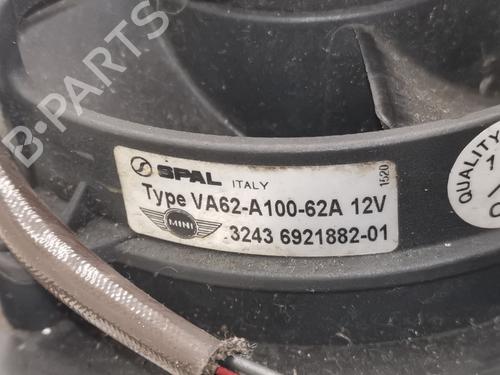 B-PARTS
SPAL ITALY
1520
Type VA62-A100-62A 12V
MINI
3243 6921882-01
QUALITY